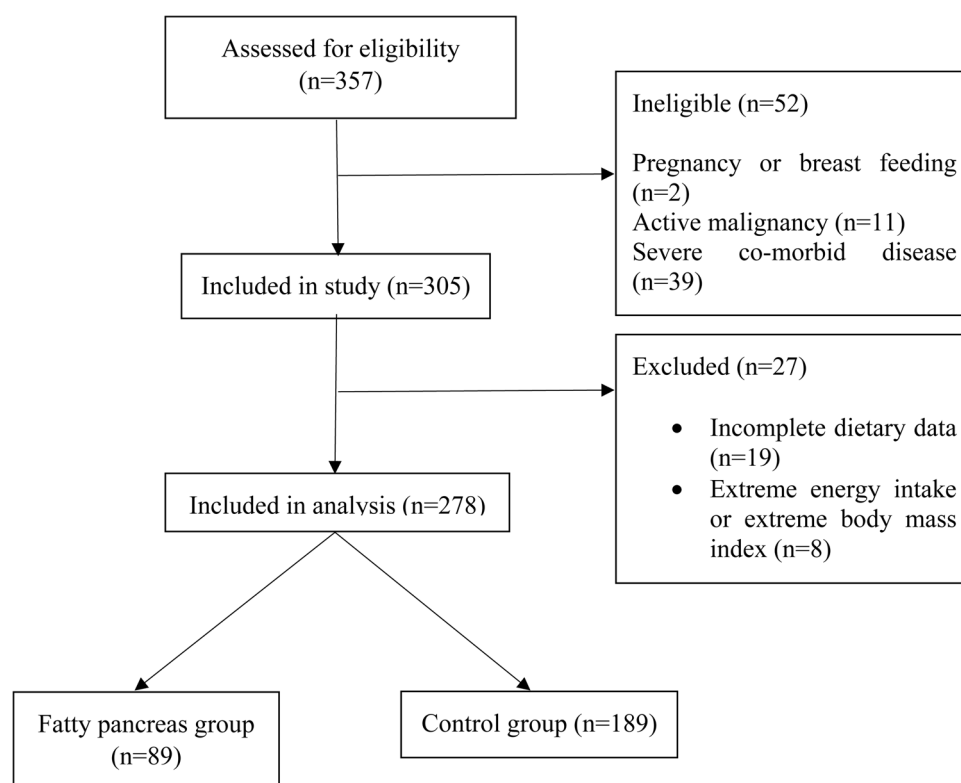 Assessed for eligibility
(n=357)
Ineligible (n=52)
Pregnancy or breast feeding
(n=2)
Active malignancy (n=11)
Severe co-morbid disease
(n=39)
Included in study (n=305)
Excluded (n=27)
• Incomplete dietary data
(n=19)
• Extreme energy intake
or extreme body mass
index (n=8)
Included in analysis (n=278)
Fatty pancreas group
(n=89)
Control group (n=189)